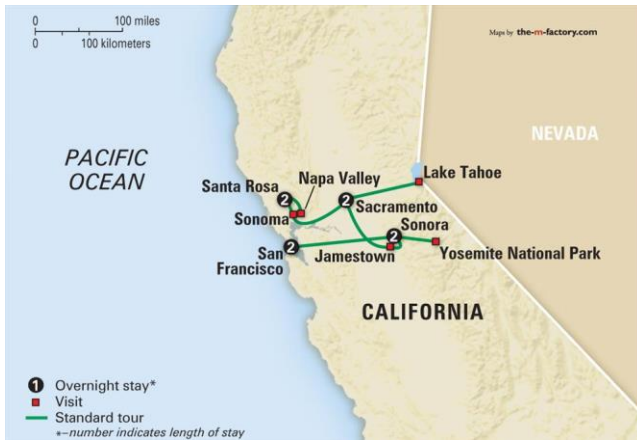 0 100 miles
0 100 kilometers
Maps by the-m-factory.com
NEVADA
PACIFIC
OCEAN
Lake Tahoe
Napa Valley
Santa Rosa
2
2
Sacramento
Sonoma
Sonora
2
San
Francisco
2
Jamestown
Yosemite National Park
CALIFORNIA
1 Overnight stay*
Visit
Standard tour
*–number indicates length of stay